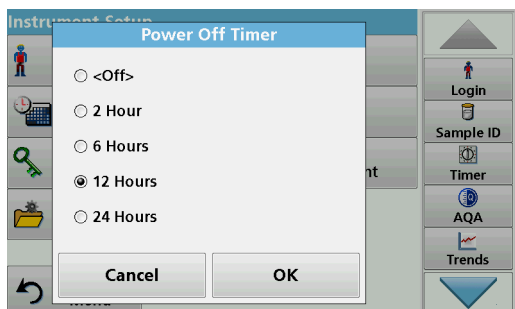 Instrument Setup
Power Off Timer
<Off>
2 Hour
6 Hours
12 Hours
24 Hours
Cancel
OK
Menu
Login
Sample ID
Timer
AQA
Trends